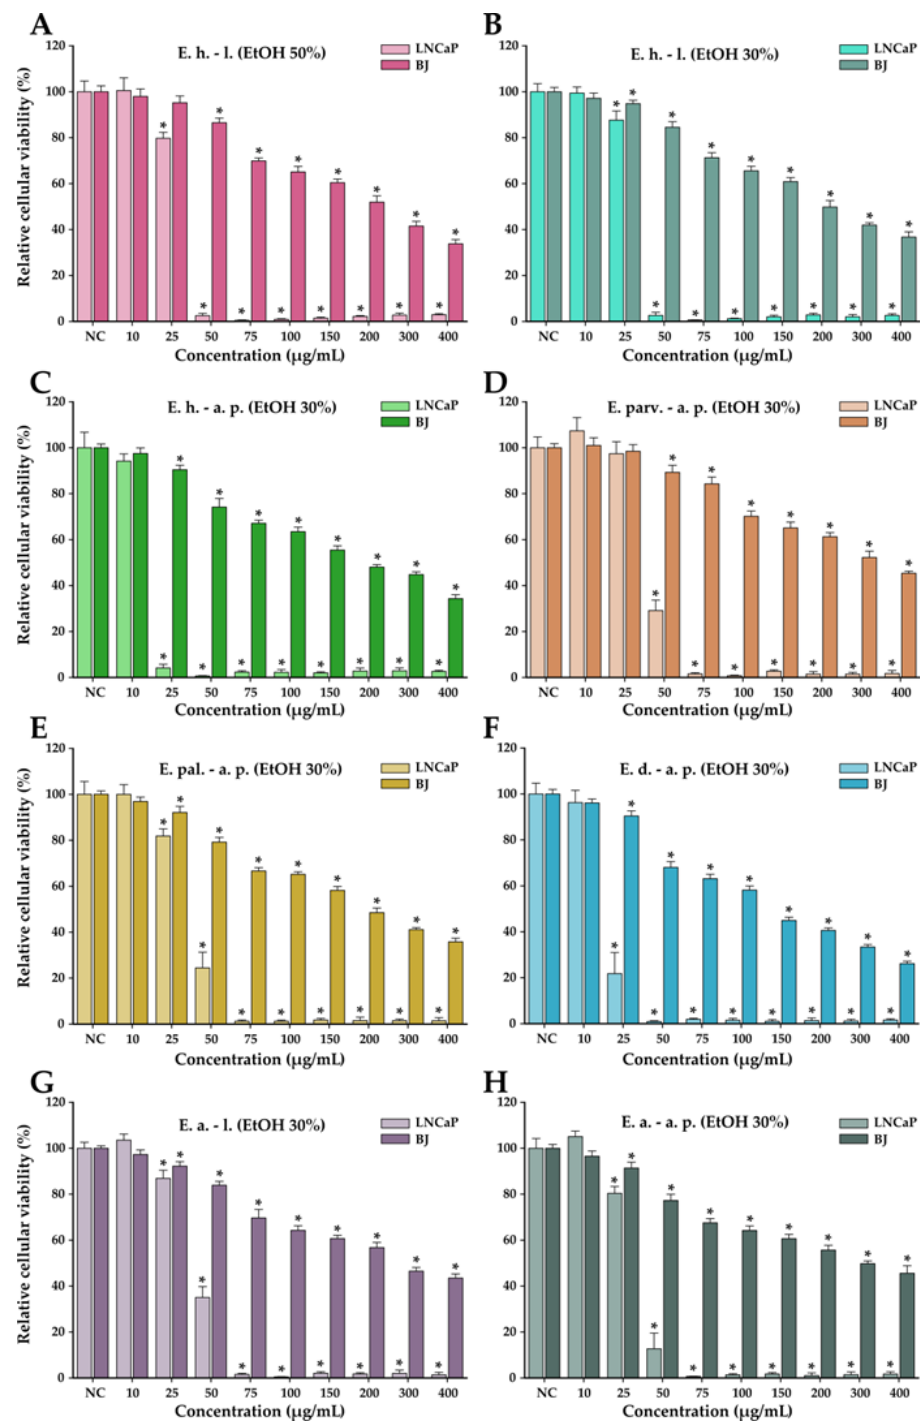 A
E. h. - l. (EtOH 50%)
LNCaP
BJ
Relative cellular viability (%)
120
100
80
60
40
20
0
* * * * * * * * * * * * * * * *
NC 10 25 50 75 100 150 200 300 400
Concentration (µg/mL)
B
E. h. - l. (EtOH 30%)
LNCaP
BJ
120
100
80
60
40
20
0
* * * * * * * * * * * * * * * * *
NC 10 25 50 75 100 150 200 300 400
Concentration (µg/mL)
C
E. h. - a. p. (EtOH 30%)
LNCaP
BJ
Relative cellular viability (%)
120
100
80
60
40
20
0
* * * * * * * * * * * * * * * *
NC 10 25 50 75 100 150 200 300 400
D
E. parv. - a. p. (EtOH 30%)
LNCaP
BJ
120
100
80
60
40
20
0
* * * * * * * * * * * * * *
NC 10 25 50 75 100 150 200 300 400
E
E. pal. - a. p. (EtOH 30%)
LNCaP
BJ
Relative cellular viability (%)
120
100
80
60
40
20
0
* * * * * * * * * * * * * * * *
NC 10 25 50 75 100 150 200 300 400
Concentration (µg/mL)
F
E. d. - a. p. (EtOH 30%)
LNCaP
BJ
120
100
80
60
40
20
0
* * * * * * * * * * * * * * * *
NC 10 25 50 75 100 150 200 300 400
Concentration (µg/mL)
G
E. a. - l. (EtOH 30%)
LNCaP
BJ
Relative cellular viability (%)
120
100
80
60
40
20
0
* * * * * * * * * * * * * * * *
NC 10 25 50 75 100 150 200 300 400
Concentration (µg/mL)
H
E. a. - a. p. (EtOH 30%)
LNCaP
BJ
120
100
80
60
40
20
0
* * * * * * * * * * * * * * * *
NC 10 25 50 75 100 150 200 300 400
Concentration (µg/mL)